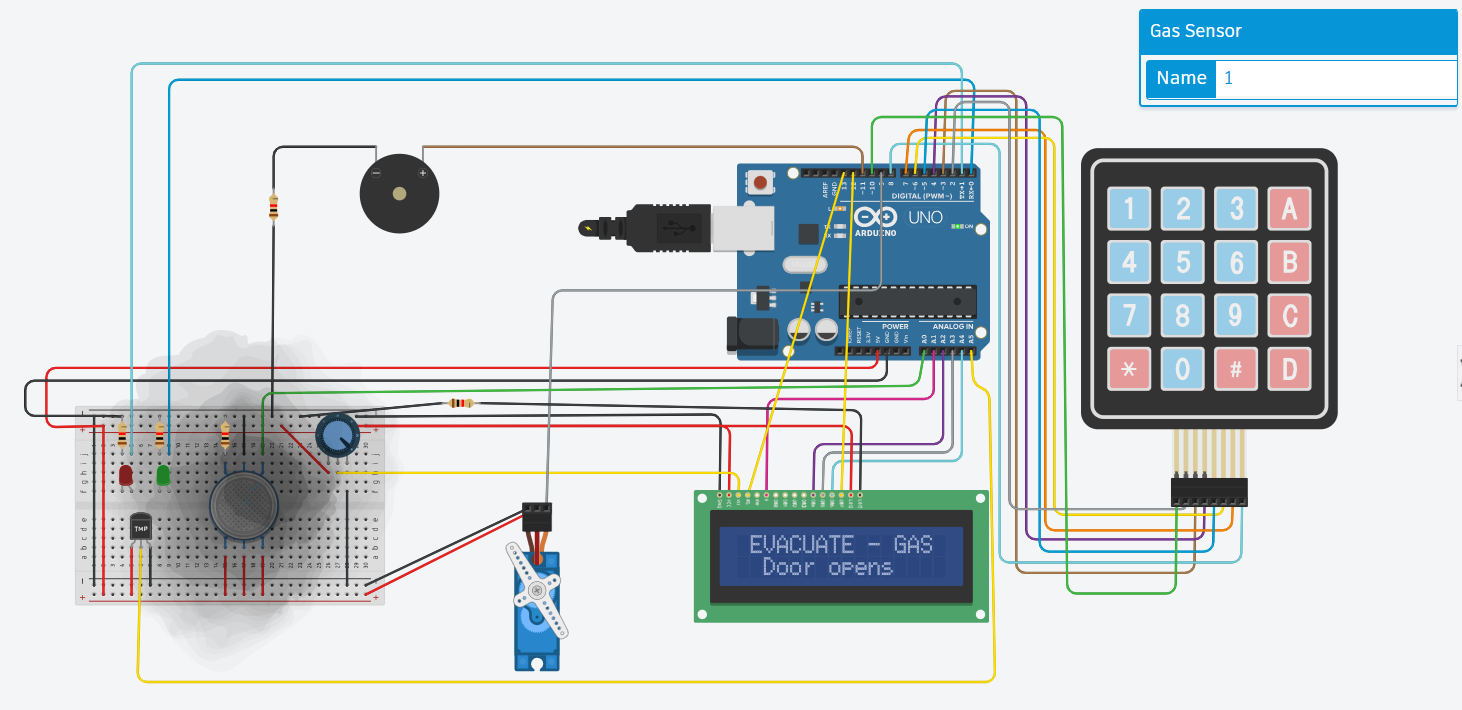 Gas Sensor
Name 1
1 2 3 A
4 5 6 B
7 8 9 C
* 0 # D
AREF
GND
13
12
~11
~10
~9
8
7
~6
~5
4
~3
2
TX→1
RX←0
DIGITAL (PWM~)
L
TX
RX
ARDUINO
UNO
ON
POWER
ANALOG IN
RESET
3.3V
5V
GND
GND
Vin
A0
A1
A2
A3
A4
A5
TMP
EVACUATE - GAS
Door opens